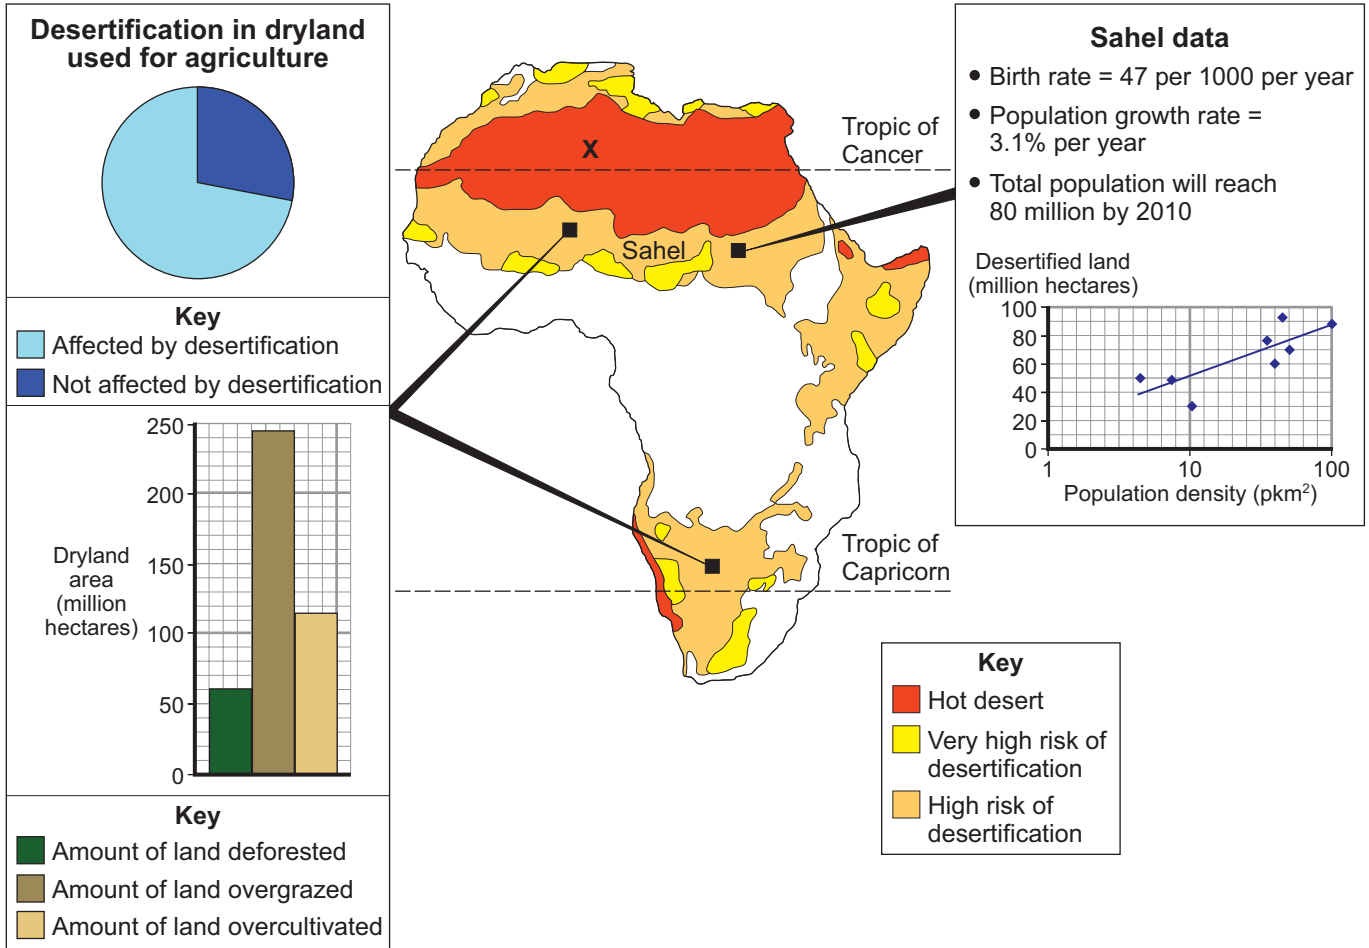 Desertification in dryland
used for agriculture
Key
Affected by desertification
Not affected by desertification
250
200
150
100
50
0
Dryland
area
(million
hectares)
Key
Amount of land deforested
Amount of land overgrazed
Amount of land overcultivated
X
Sahel
Tropic of
Cancer
Tropic of
Capricorn
Sahel data
• Birth rate = 47 per 1000 per year
• Population growth rate =
3.1% per year
• Total population will reach
80 million by 2010
Desertified land
(million hectares)
100
80
60
40
20
0
1 10 100
Population density (pkm²)
Key
Hot desert
Very high risk of
desertification
High risk of
desertification